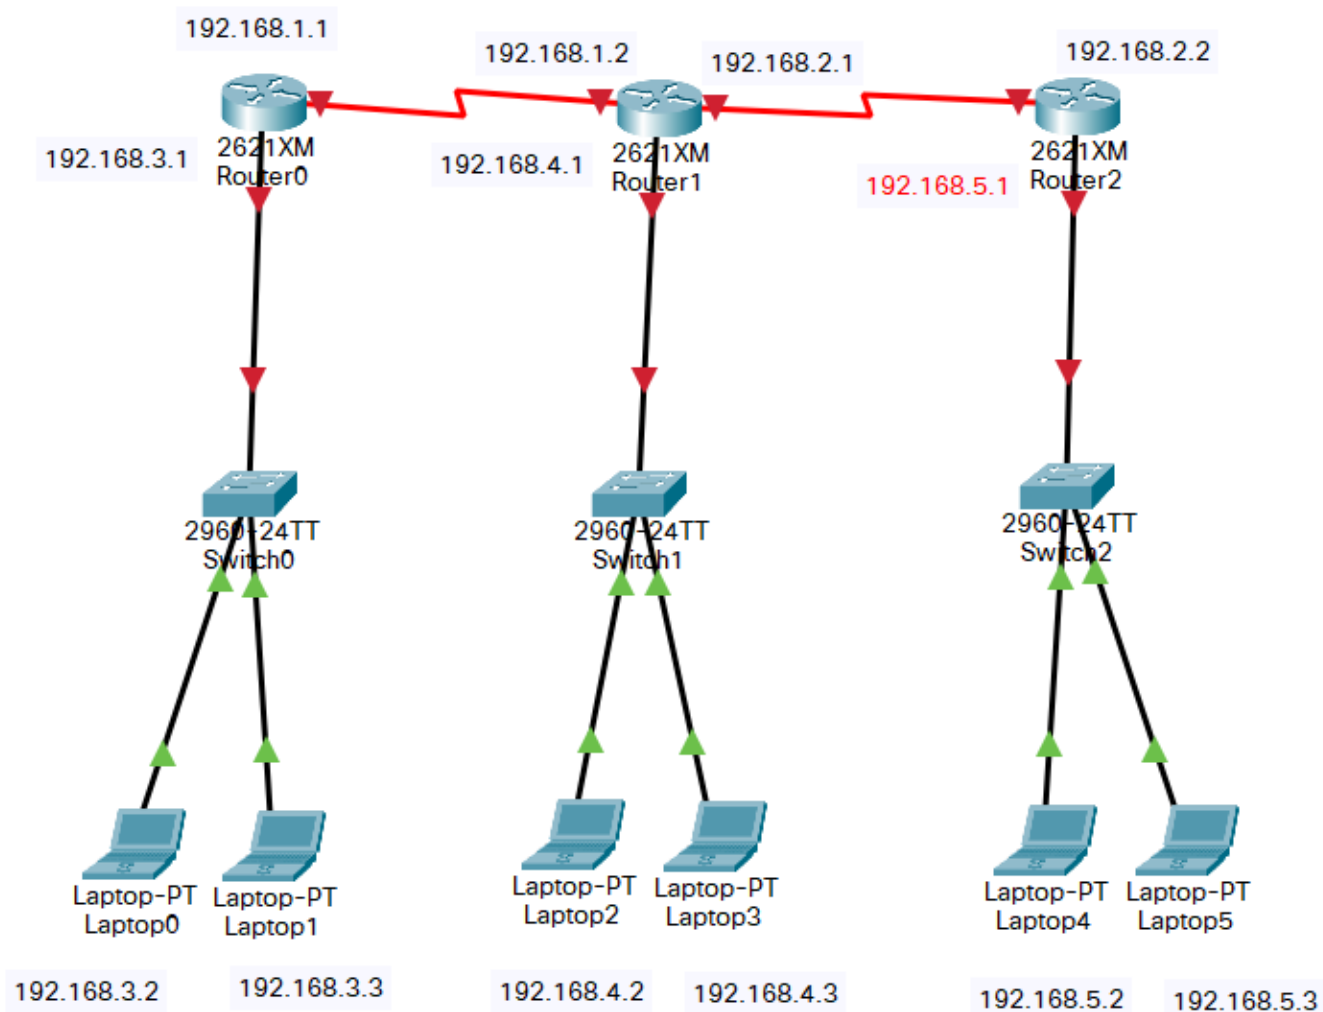 192.168.1.1
192.168.1.2
192.168.2.1
192.168.2.2
192.168.3.1
2621XM
Router0
192.168.4.1
2621XM
Router1
192.168.5.1
2621XM
Router2
2960-24TT
Switch0
2960-24TT
Switch1
2960-24TT
Switch2
Laptop-PT
Laptop0
Laptop-PT
Laptop1
Laptop-PT
Laptop2
Laptop-PT
Laptop3
Laptop-PT
Laptop4
Laptop-PT
Laptop5
192.168.3.2
192.168.3.3
192.168.4.2
192.168.4.3
192.168.5.2
192.168.5.3